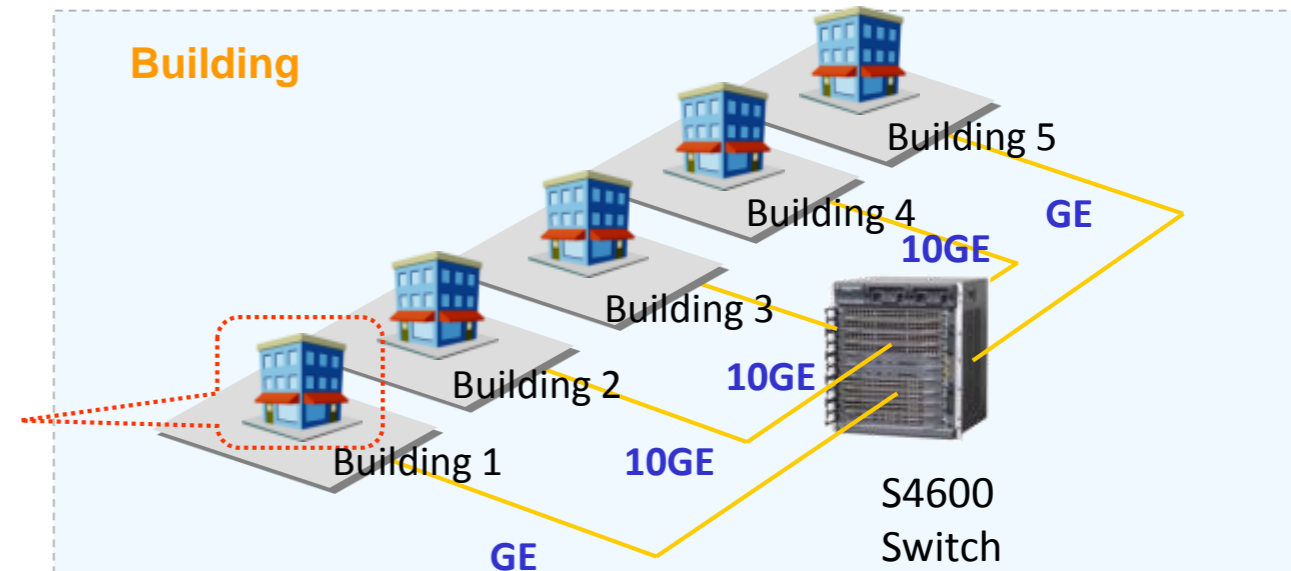 Building
Building 5
GE
Building 4
10GE
Building 3
10GE
Building 2
10GE
Building 1
GE
S4600
Switch